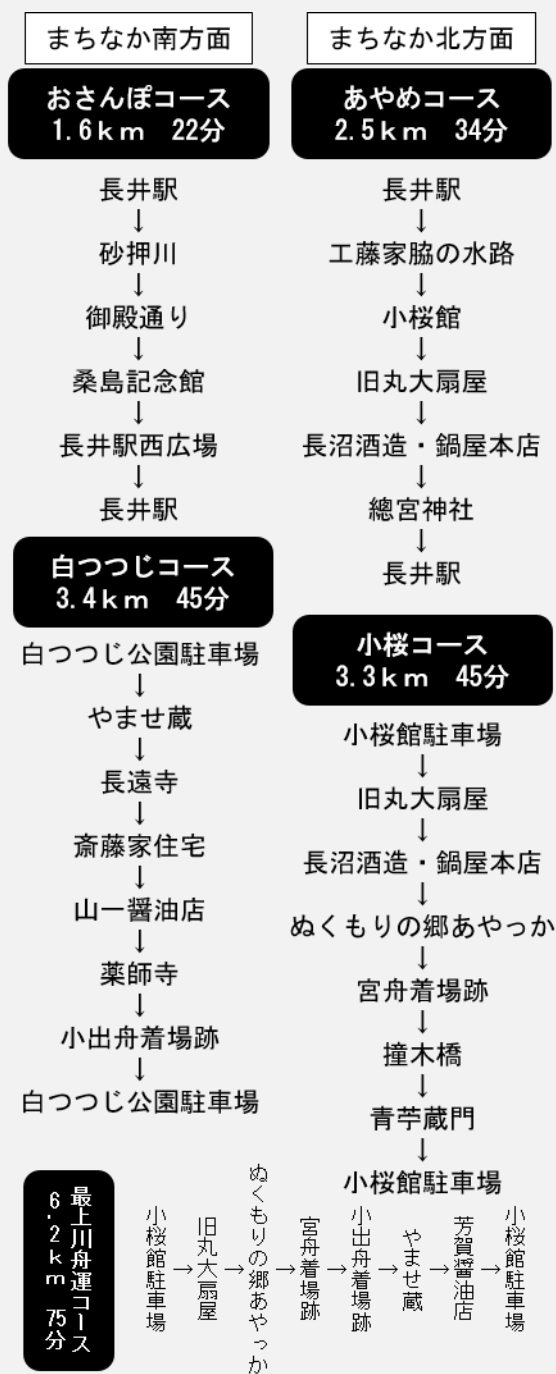 まちなか南方面
おさんぽコース
1.6km 22分
長井駅
↓
砂押川
↓
御殿通り
↓
桑島記念館
↓
長井駅西広場
↓
長井駅
白つつじコース
3.4km 45分
白つつじ公園駐車場
↓
やませ蔵
↓
長遠寺
↓
斎藤家住宅
↓
山一醤油店
↓
薬師寺
↓
小出舟着場跡
↓
白つつじ公園駐車場
まちなか北方面
あやめコース
2.5km 34分
長井駅
↓
工藤家脇の水路
↓
小桜館
↓
旧丸大扇屋
↓
長沼酒造・鍋屋本店
↓
總宮神社
↓
長井駅
小桜コース
3.3km 45分
小桜館駐車場
↓
旧丸大扇屋
↓
長沼酒造・鍋屋本店
↓
ぬくもりの郷あやっか
↓
宮舟着場跡
↓
撞木橋
↓
青苧蔵門
↓
小桜館駐車場
最上川舟運コース
6.2km 75分
小桜館駐車場
→
旧丸大扇屋
→
ぬくもりの郷あやっか
→
宮舟着場跡
→
小出舟着場跡
→
やませ蔵
→
芳賀醤油店
→
小桜館駐車場